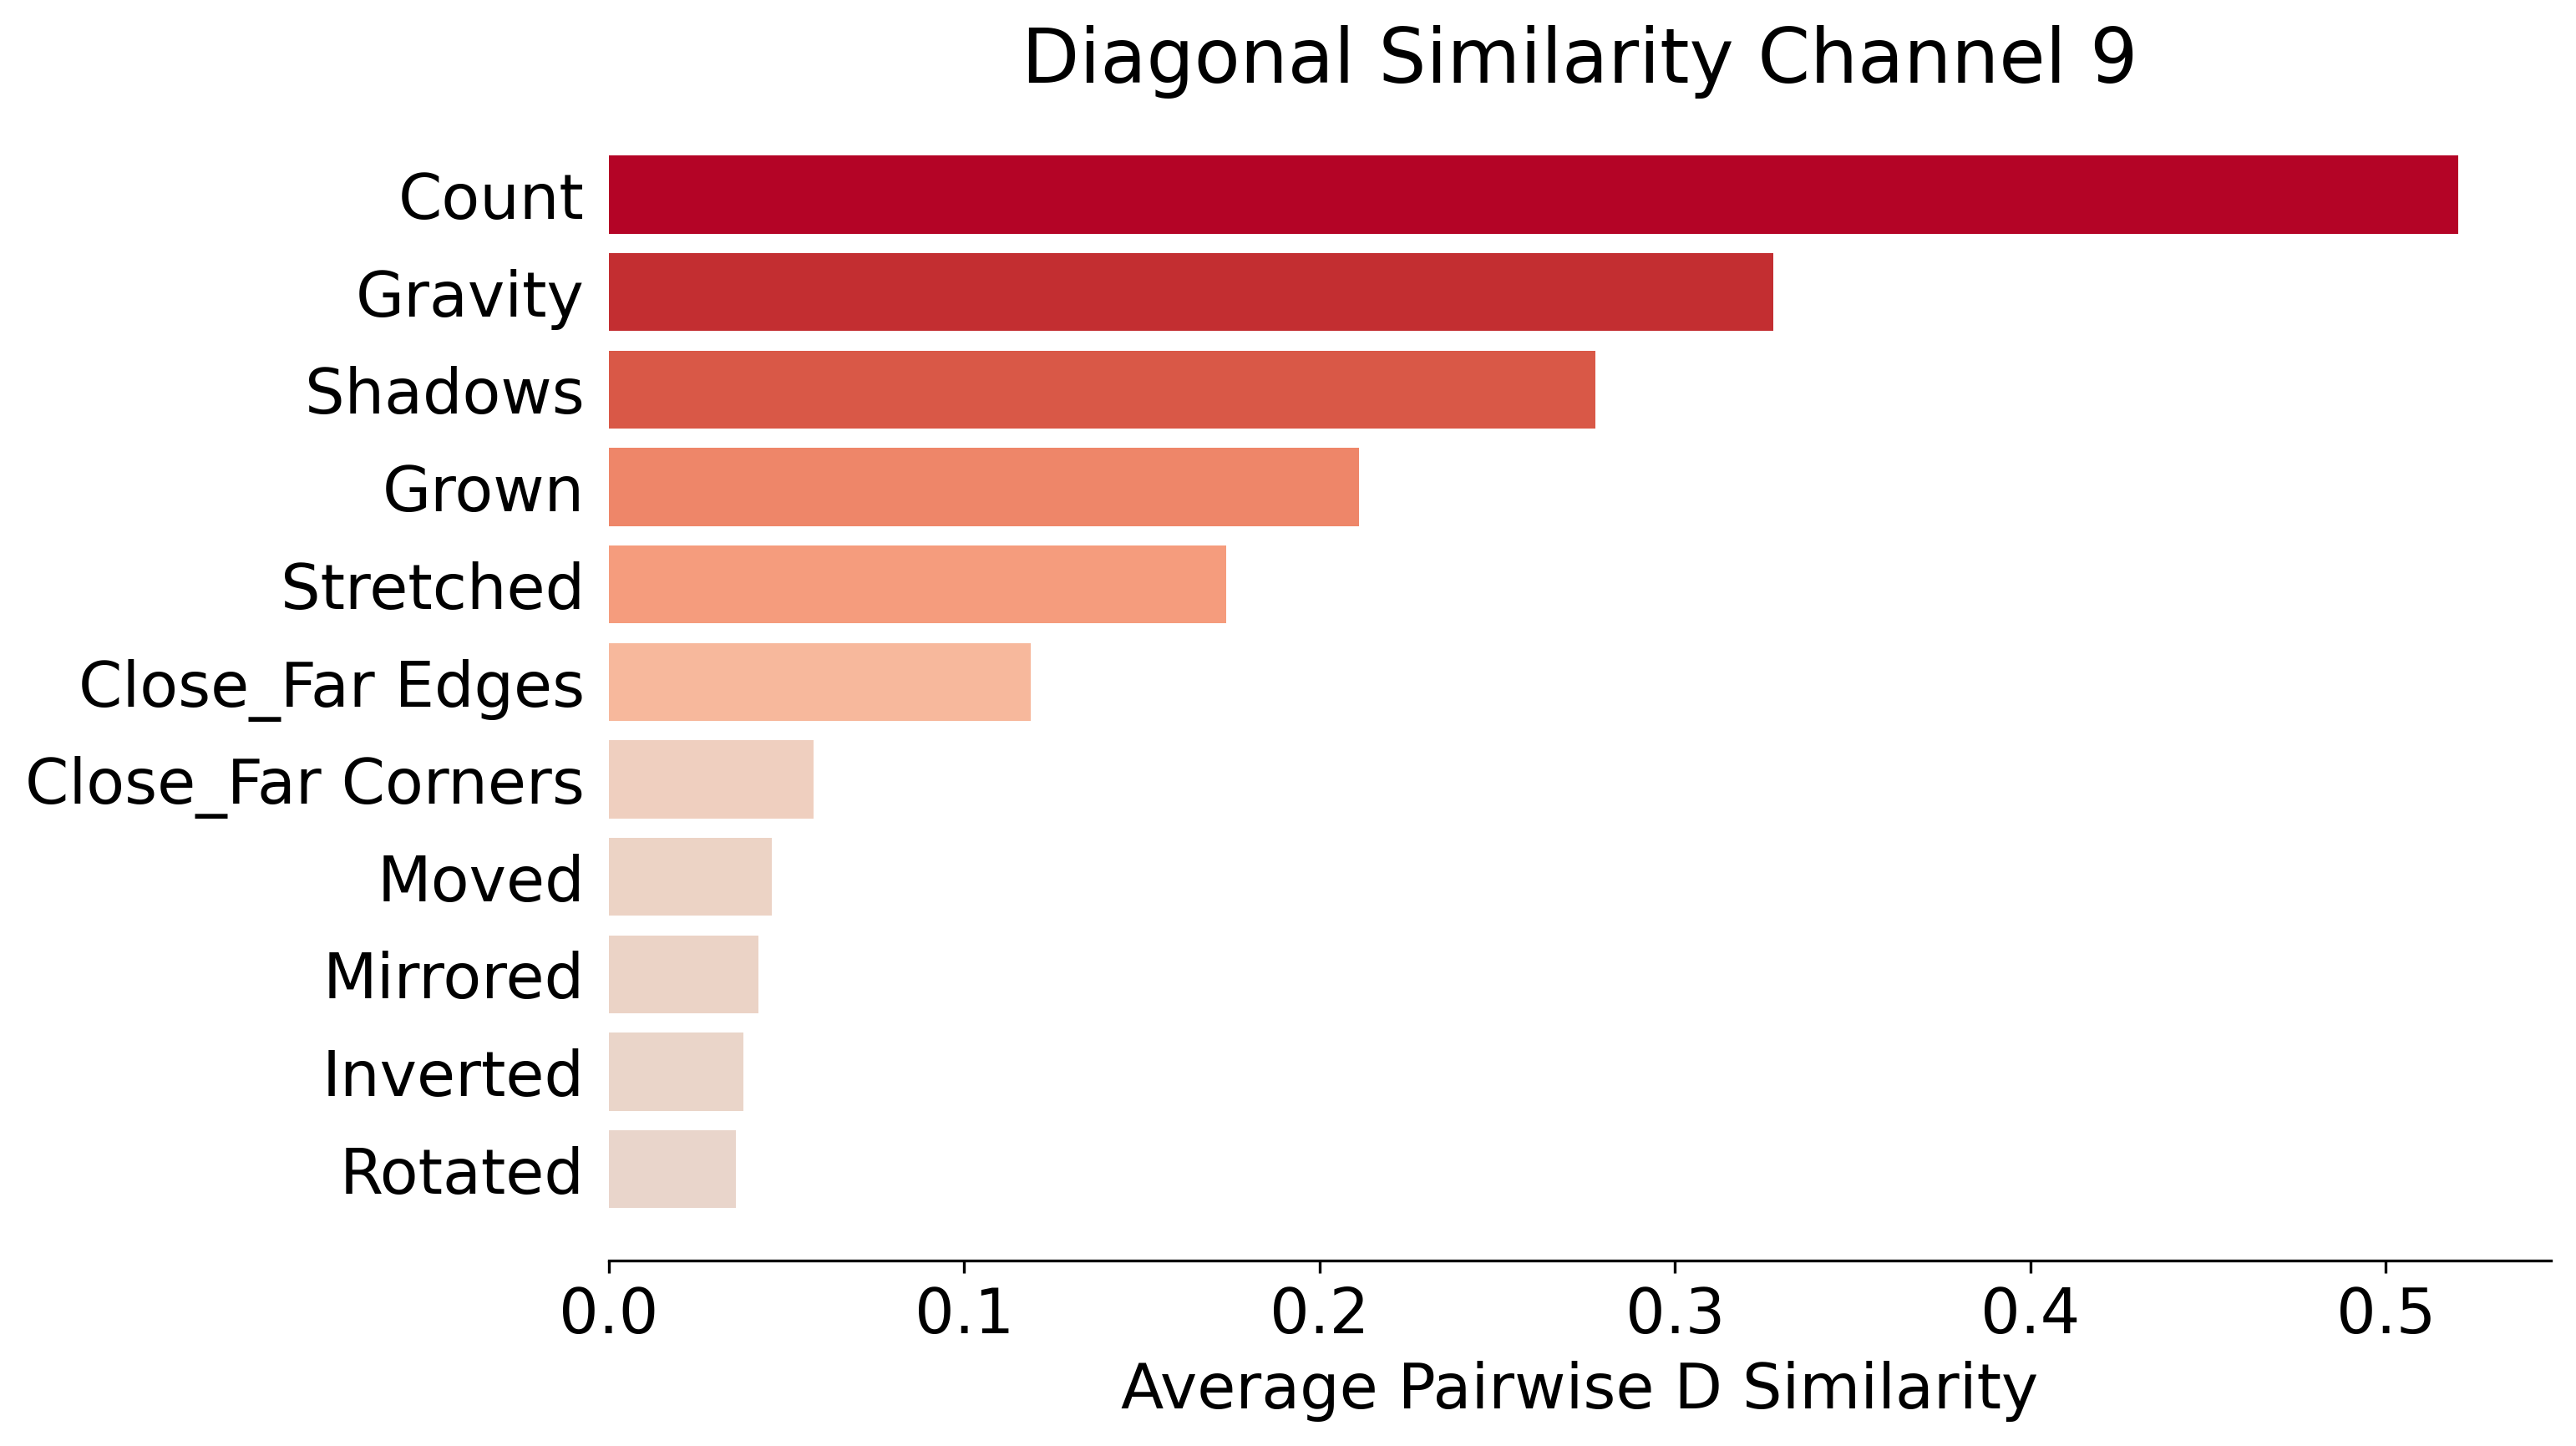 Diagonal Similarity Channel 9
Count
Gravity
Shadows
Grown
Stretched
Close_Far Edges
Close_Far Corners
Moved
Mirrored
Inverted
Rotated
0.0 0.1 0.2 0.3 0.4 0.5
Average Pairwise D Similarity